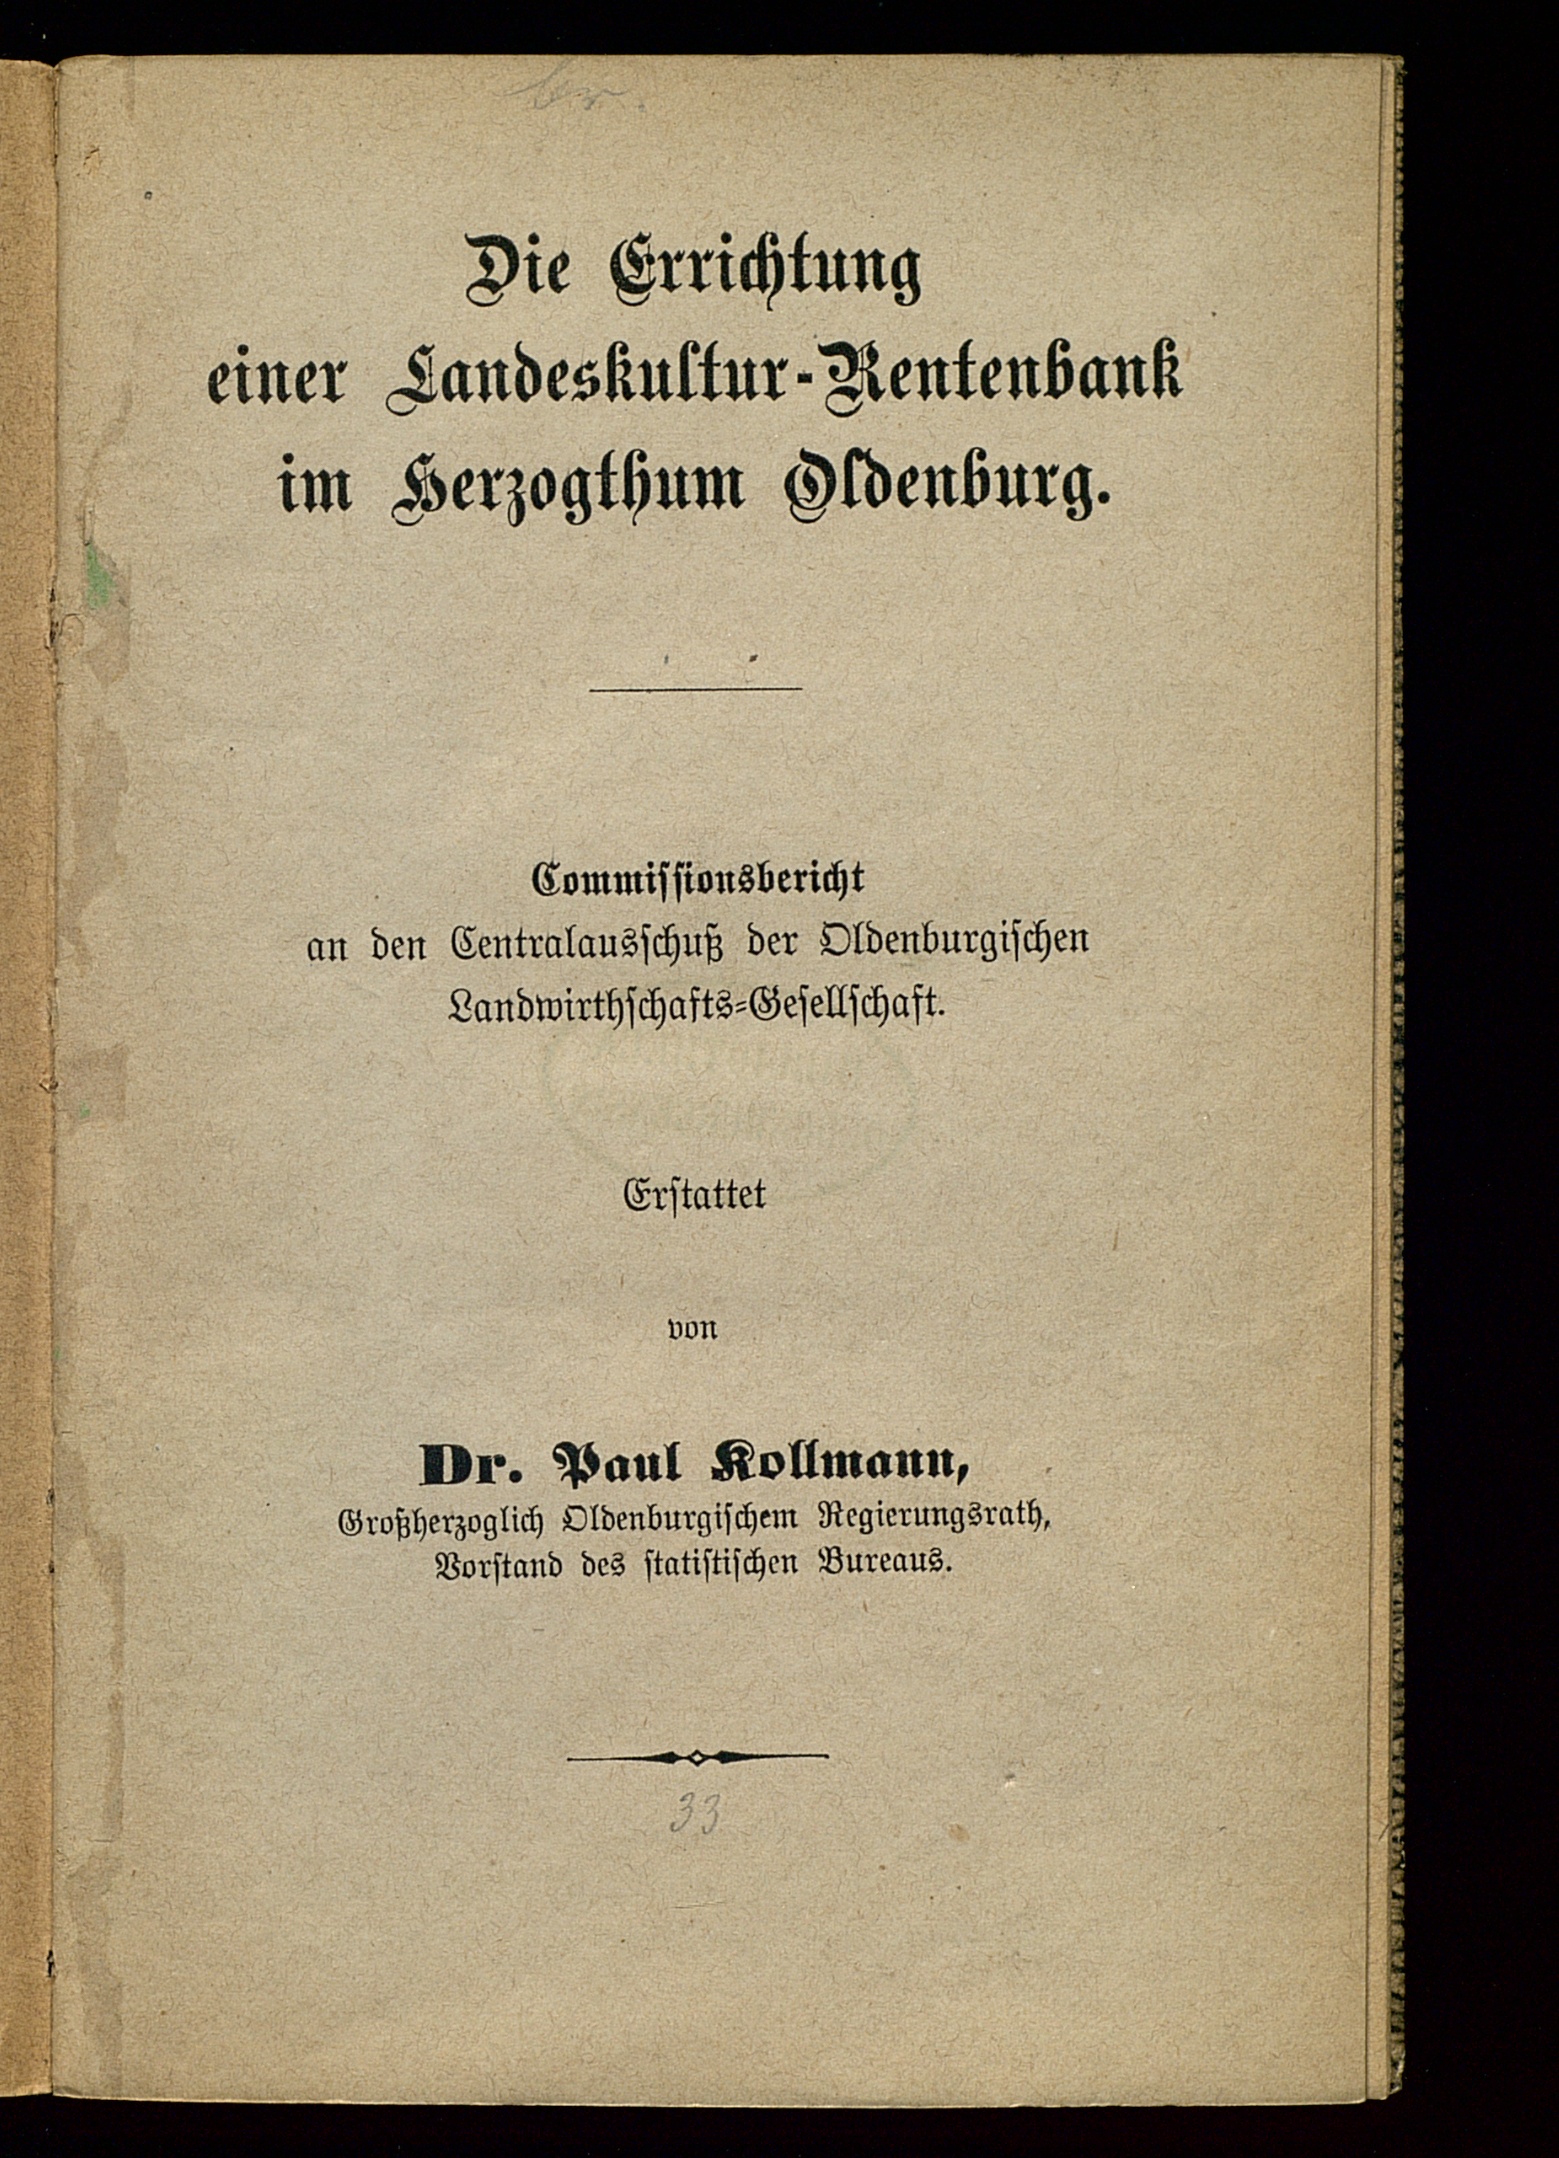 Die Errichtung
einer Landeskultur-Rentenbank
im Herzogthum Oldenburg.
Commissionsbericht
an den Centralausschuß der Oldenburgischen
Landwirthschafts-Gesellschaft.
Erstattet
von
Dr. Paul Kollmann,
Großherzoglich Oldenburgischem Regierungsrath,
Vorstand des statistischen Bureaus.
33